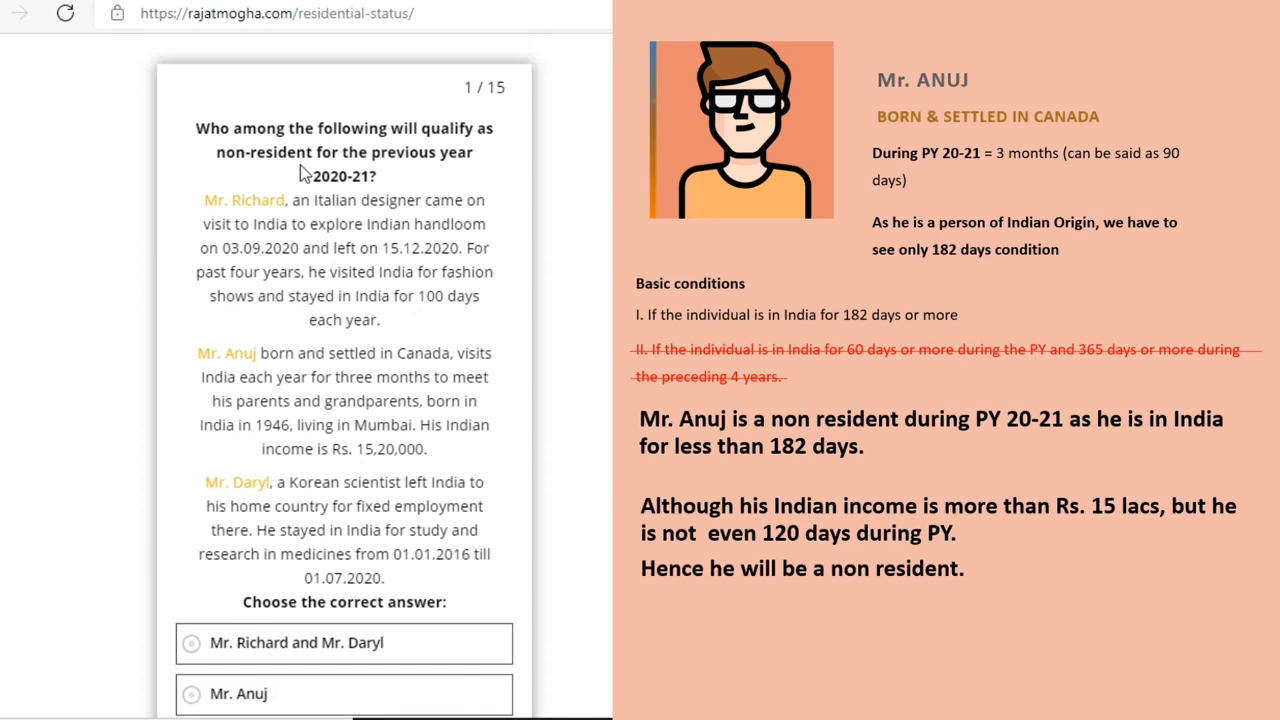 https://rajatmogha.com/residential-status/
1 / 15
Who among the following will qualify as
non-resident for the previous year
2020-21?
Mr. Richard, an Italian designer came on
visit to India to explore Indian handloom
on 03.09.2020 and left on 15.12.2020. For
past four years, he visited India for fashion
shows and stayed in India for 100 days
each year.
Mr. Anuj born and settled in Canada, visits
India each year for three months to meet
his parents and grandparents, born in
India in 1946, living in Mumbai. His Indian
income is Rs. 15,20,000.
Mr. Daryl, a Korean scientist left India to
his home country for fixed employment
there. He stayed in India for study and
research in medicines from 01.01.2016 till
01.07.2020.
Choose the correct answer:
Mr. Richard and Mr. Daryl
Mr. Anuj
Mr. ANUJ
BORN & SETTLED IN CANADA
During PY 20-21 = 3 months (can be said as 90
days)
As he is a person of Indian Origin, we have to
see only 182 days condition
Basic conditions
I. If the individual is in India for 182 days or more
II. If the individual is in India for 60 days or more during the PY and 365 days or more during
the preceding 4 years.
Mr. Anuj is a non resident during PY 20-21 as he is in India
for less than 182 days.
Although his Indian income is more than Rs. 15 lacs, but he
is not even 120 days during PY.
Hence he will be a non resident.